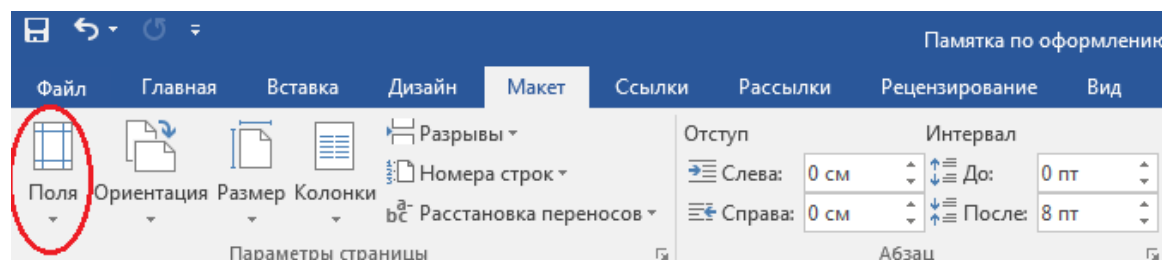 Памятка по оформлению
Файл Главная Вставка Дизайн Макет Ссылки Рассылки Рецензирование Вид
Разрывы Отступ Интервал
Номера строк Слева: 0 см До: 0 пт
Поля Ориентация Размер Колонки
Расстановка переносов Справа: 0 см После: 8 пт
Параметры страницы Абзац